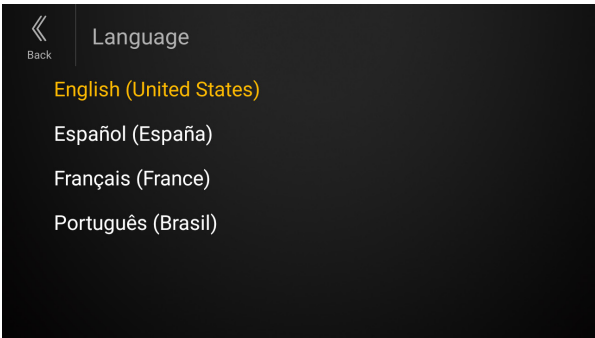 Back
Language
English (United States)
Español (España)
Français (France)
Português (Brasil)